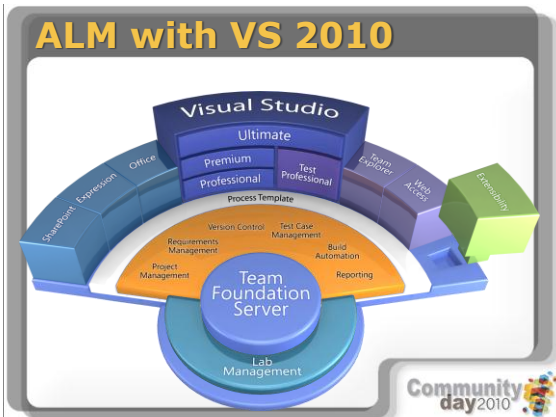 ALM with VS 2010
Visual Studio
Ultimate
Premium
Professional
Test
Professional
SharePoint
Expression
Office
Team
Explorer
Web
Access
Extensibility
Process Template
Version Control
Test Case
Management
Requirements
Management
Build
Automation
Project
Management
Reporting
Team
Foundation
Server
Lab
Management
Community
day2010